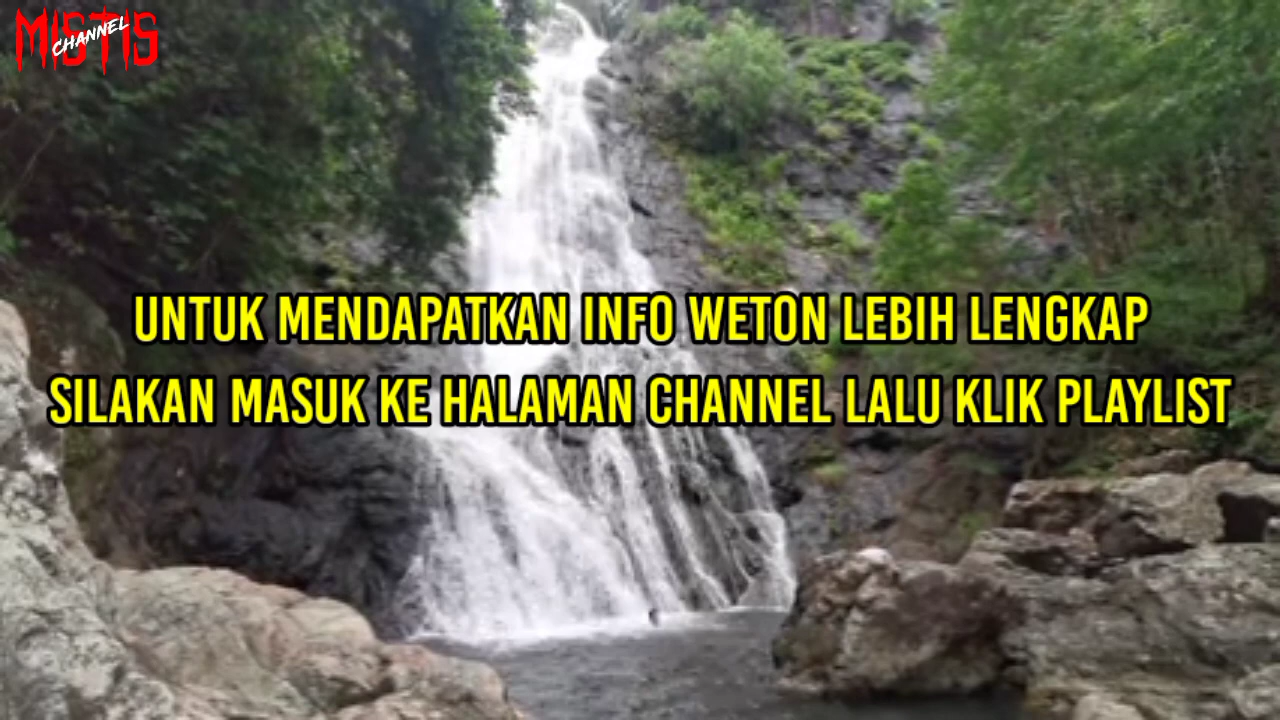 MISTIS
CHANNEL
UNTUK MENDAPATKAN INFO WETON LEBIH LENGKAP
SILAKAN MASUK KE HALAMAN CHANNEL LALU KLIK PLAYLIST